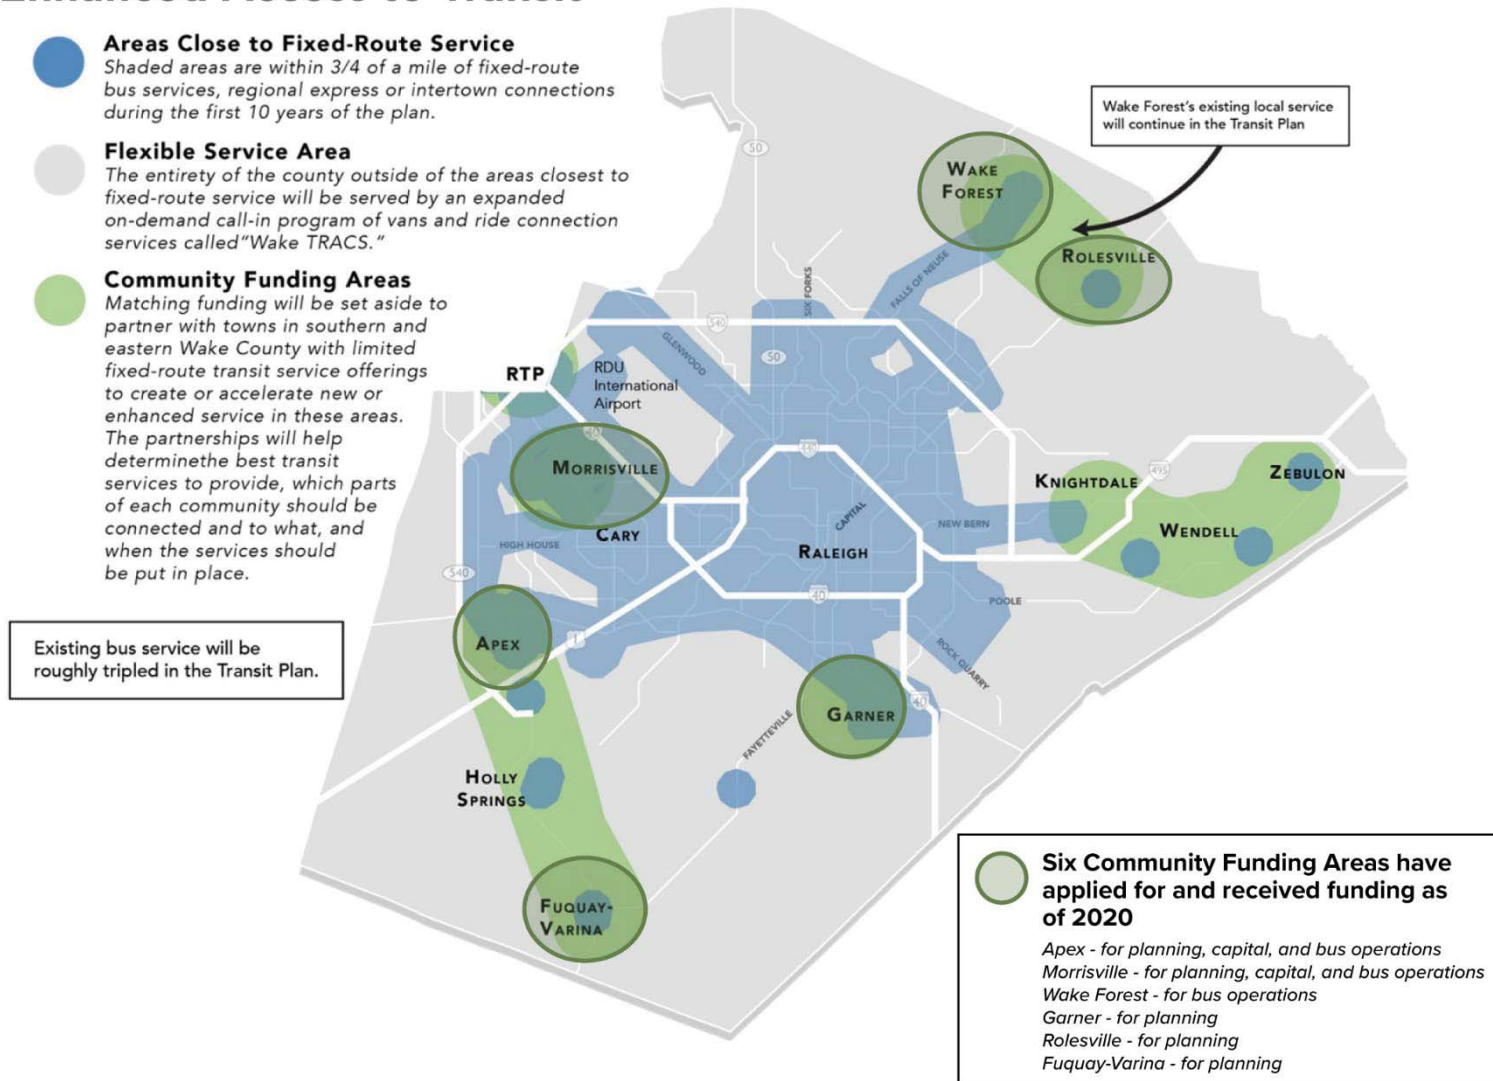 Enhanced Access to Transit
Areas Close to Fixed-Route Service
Shaded areas are within 3/4 of a mile of fixed-route
bus services, regional express or intertown connections
during the first 10 years of the plan.
Flexible Service Area
The entirety of the county outside of the areas closest to
fixed-route service will be served by an expanded
on-demand call-in program of vans and ride connection
services called“Wake TRACS.”
Community Funding Areas
Matching funding will be set aside to
partner with towns in southern and
eastern Wake County with limited
fixed-route transit service offerings
to create or accelerate new or
enhanced service in these areas.
The partnerships will help
determinethe best transit
services to provide, which parts
of each community should be
connected and to what, and
when the services should
be put in place.
Existing bus service will be
roughly tripled in the Transit Plan.
Wake Forest’s existing local service
will continue in the Transit Plan
50
WAKE
FOREST
ROLESVILLE
FALLS OF NEUSE
SIX FORKS
540
GLENWOOD
50
RTP
RDU
International
Airport
40
MORRISVILLE
440
KNIGHTDALE
495
ZEBULON
CAPITAL
NEW BERN
WENDELL
HIGH HOUSE
CARY
RALEIGH
540
40
POOLE
APEX
1
ROCK QUARRY
40
GARNER
FAYETTEVILLE
HOLLY
SPRINGS
FUQUAY-
VARINA
Six Community Funding Areas have
applied for and received funding as
of 2020
Apex - for planning, capital, and bus operations
Morrisville - for planning, capital, and bus operations
Wake Forest - for bus operations
Garner - for planning
Rolesville - for planning
Fuquay-Varina - for planning